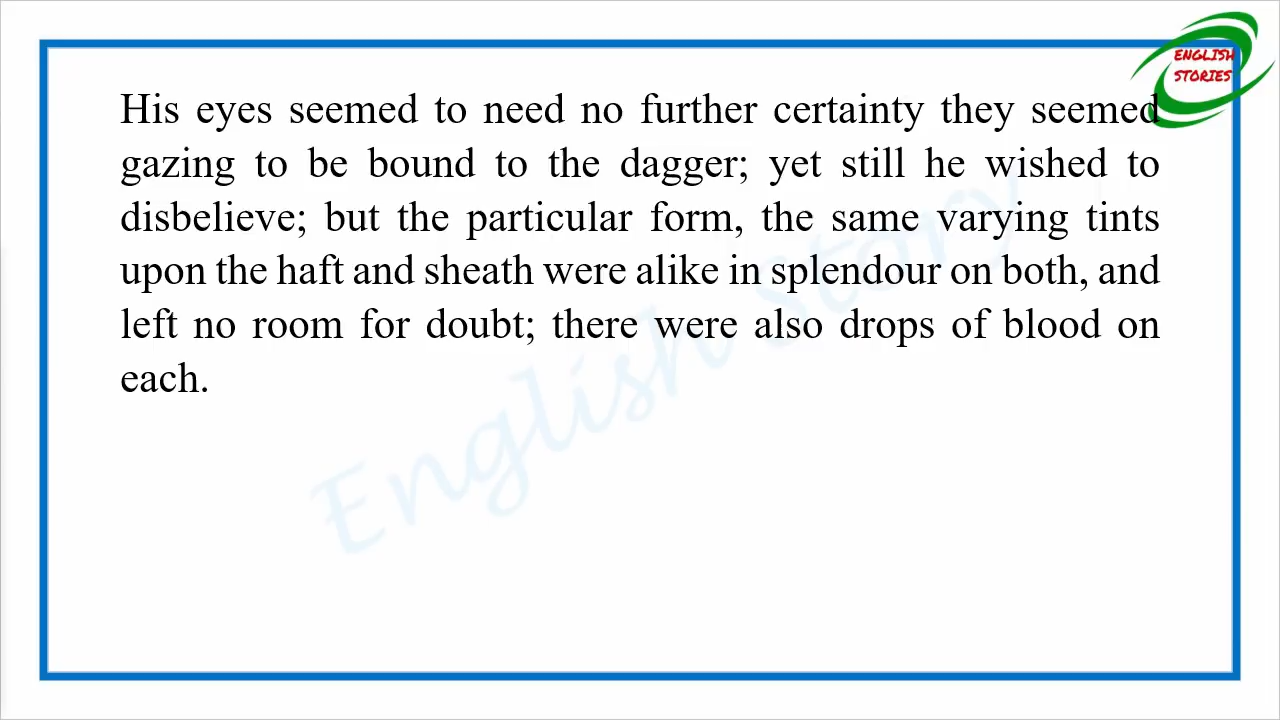 ENGLISH
STORIES
His eyes seemed to need no further certainty they seemed
gazing to be bound to the dagger; yet still he wished to
disbelieve; but the particular form, the same varying tints
upon the haft and sheath were alike in splendour on both, and
left no room for doubt; there were also drops of blood on
each.
English Story